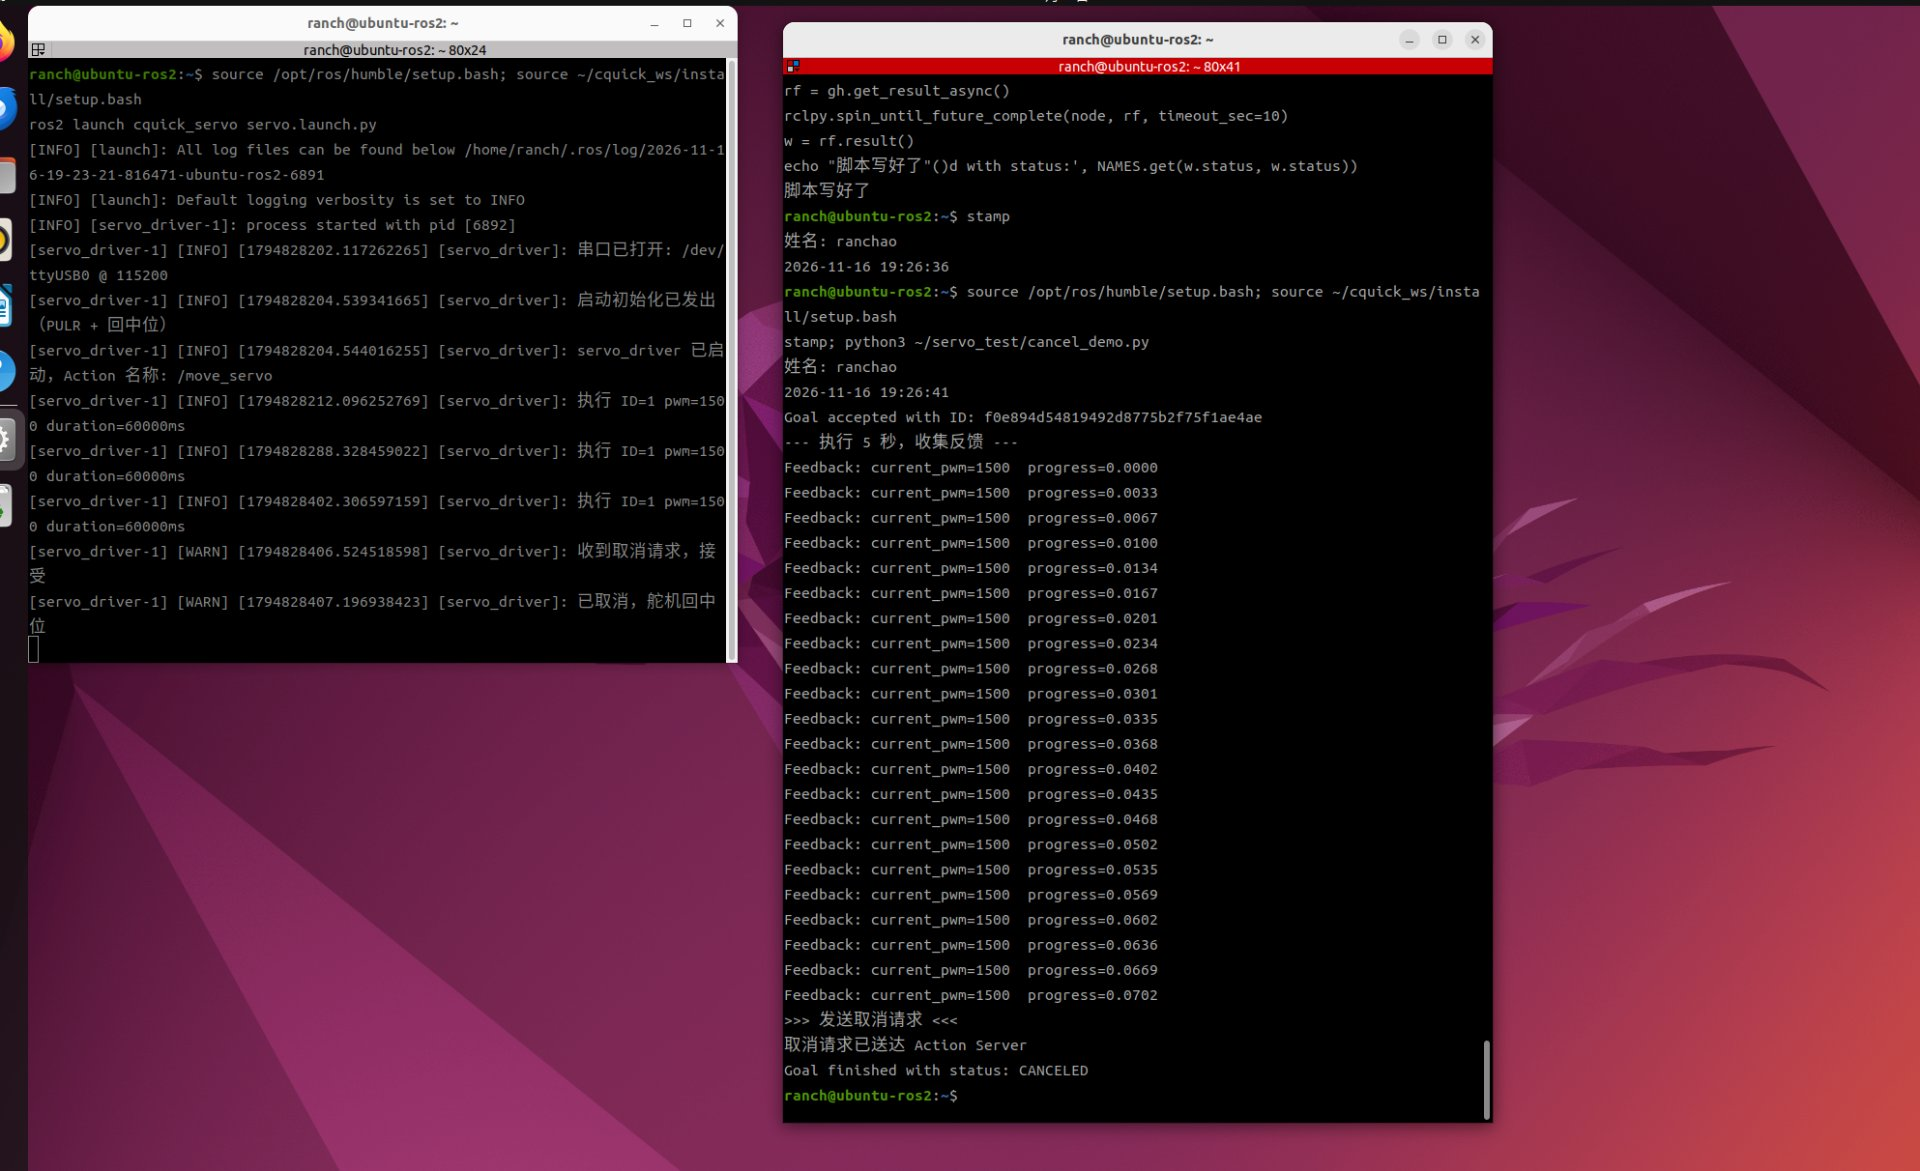 ranch@ubuntu-ros2: ~
ranch@ubuntu-ros2: ~ 80x24
ranch@ubuntu-ros2:~$ source /opt/ros/humble/setup.bash; source ~/cquick_ws/insta
ll/setup.bash
ros2 launch cquick_servo servo.launch.py
[INFO] [launch]: All log files can be found below /home/ranch/.ros/log/2026-11-1
6-19-23-21-816471-ubuntu-ros2-6891
[INFO] [launch]: Default logging verbosity is set to INFO
[INFO] [servo_driver-1]: process started with pid [6892]
[servo_driver-1] [INFO] [1794828202.117262265] [servo_driver]: 串口已打开: /dev/
ttyUSB0 @ 115200
[servo_driver-1] [INFO] [1794828204.539341665] [servo_driver]: 启动初始化已发出
（PULR + 回中位）
[servo_driver-1] [INFO] [1794828204.544016255] [servo_driver]: servo_driver 已启
动，Action 名称: /move_servo
[servo_driver-1] [INFO] [1794828212.096252769] [servo_driver]: 执行 ID=1 pwm=150
0 duration=60000ms
[servo_driver-1] [INFO] [1794828288.328459022] [servo_driver]: 执行 ID=1 pwm=150
0 duration=60000ms
[servo_driver-1] [INFO] [1794828402.306597159] [servo_driver]: 执行 ID=1 pwm=150
0 duration=60000ms
[servo_driver-1] [WARN] [1794828406.524518598] [servo_driver]: 收到取消请求，接
受
[servo_driver-1] [WARN] [1794828407.196938423] [servo_driver]: 已取消，舵机回中
位
ranch@ubuntu-ros2: ~
ranch@ubuntu-ros2: ~ 80x41
rf = gh.get_result_async()
rclpy.spin_until_future_complete(node, rf, timeout_sec=10)
w = rf.result()
echo "脚本写好了"()d with status:', NAMES.get(w.status, w.status))
脚本写好了
ranch@ubuntu-ros2:~$ stamp
姓名: ranchao
2026-11-16 19:26:36
ranch@ubuntu-ros2:~$ source /opt/ros/humble/setup.bash; source ~/cquick_ws/insta
ll/setup.bash
stamp; python3 ~/servo_test/cancel_demo.py
姓名: ranchao
2026-11-16 19:26:41
Goal accepted with ID: f0e894d54819492d8775b2f75f1ae4ae
--- 执行 5 秒，收集反馈 ---
Feedback: current_pwm=1500  progress=0.0000
Feedback: current_pwm=1500  progress=0.0033
Feedback: current_pwm=1500  progress=0.0067
Feedback: current_pwm=1500  progress=0.0100
Feedback: current_pwm=1500  progress=0.0134
Feedback: current_pwm=1500  progress=0.0167
Feedback: current_pwm=1500  progress=0.0201
Feedback: current_pwm=1500  progress=0.0234
Feedback: current_pwm=1500  progress=0.0268
Feedback: current_pwm=1500  progress=0.0301
Feedback: current_pwm=1500  progress=0.0335
Feedback: current_pwm=1500  progress=0.0368
Feedback: current_pwm=1500  progress=0.0402
Feedback: current_pwm=1500  progress=0.0435
Feedback: current_pwm=1500  progress=0.0468
Feedback: current_pwm=1500  progress=0.0502
Feedback: current_pwm=1500  progress=0.0535
Feedback: current_pwm=1500  progress=0.0569
Feedback: current_pwm=1500  progress=0.0602
Feedback: current_pwm=1500  progress=0.0636
Feedback: current_pwm=1500  progress=0.0669
Feedback: current_pwm=1500  progress=0.0702
>>> 发送取消请求 <<<
取消请求已送达 Action Server
Goal finished with status: CANCELED
ranch@ubuntu-ros2:~$